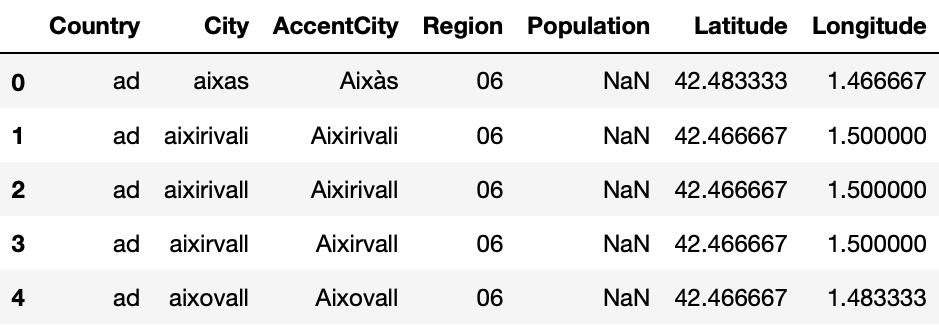 Country City AccentCity Region Population Latitude Longitude
0 ad aixas Aixàs 06 NaN 42.483333 1.466667
1 ad aixirivali Aixirivali 06 NaN 42.466667 1.500000
2 ad aixirivall Aixirivall 06 NaN 42.466667 1.500000
3 ad aixirvall Aixirvall 06 NaN 42.466667 1.500000
4 ad aixovall Aixovall 06 NaN 42.466667 1.483333